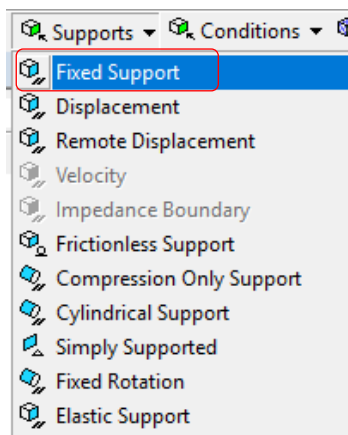 Supports Conditions
Fixed Support
Displacement
Remote Displacement
Velocity
Impedance Boundary
Frictionless Support
Compression Only Support
Cylindrical Support
Simply Supported
Fixed Rotation
Elastic Support